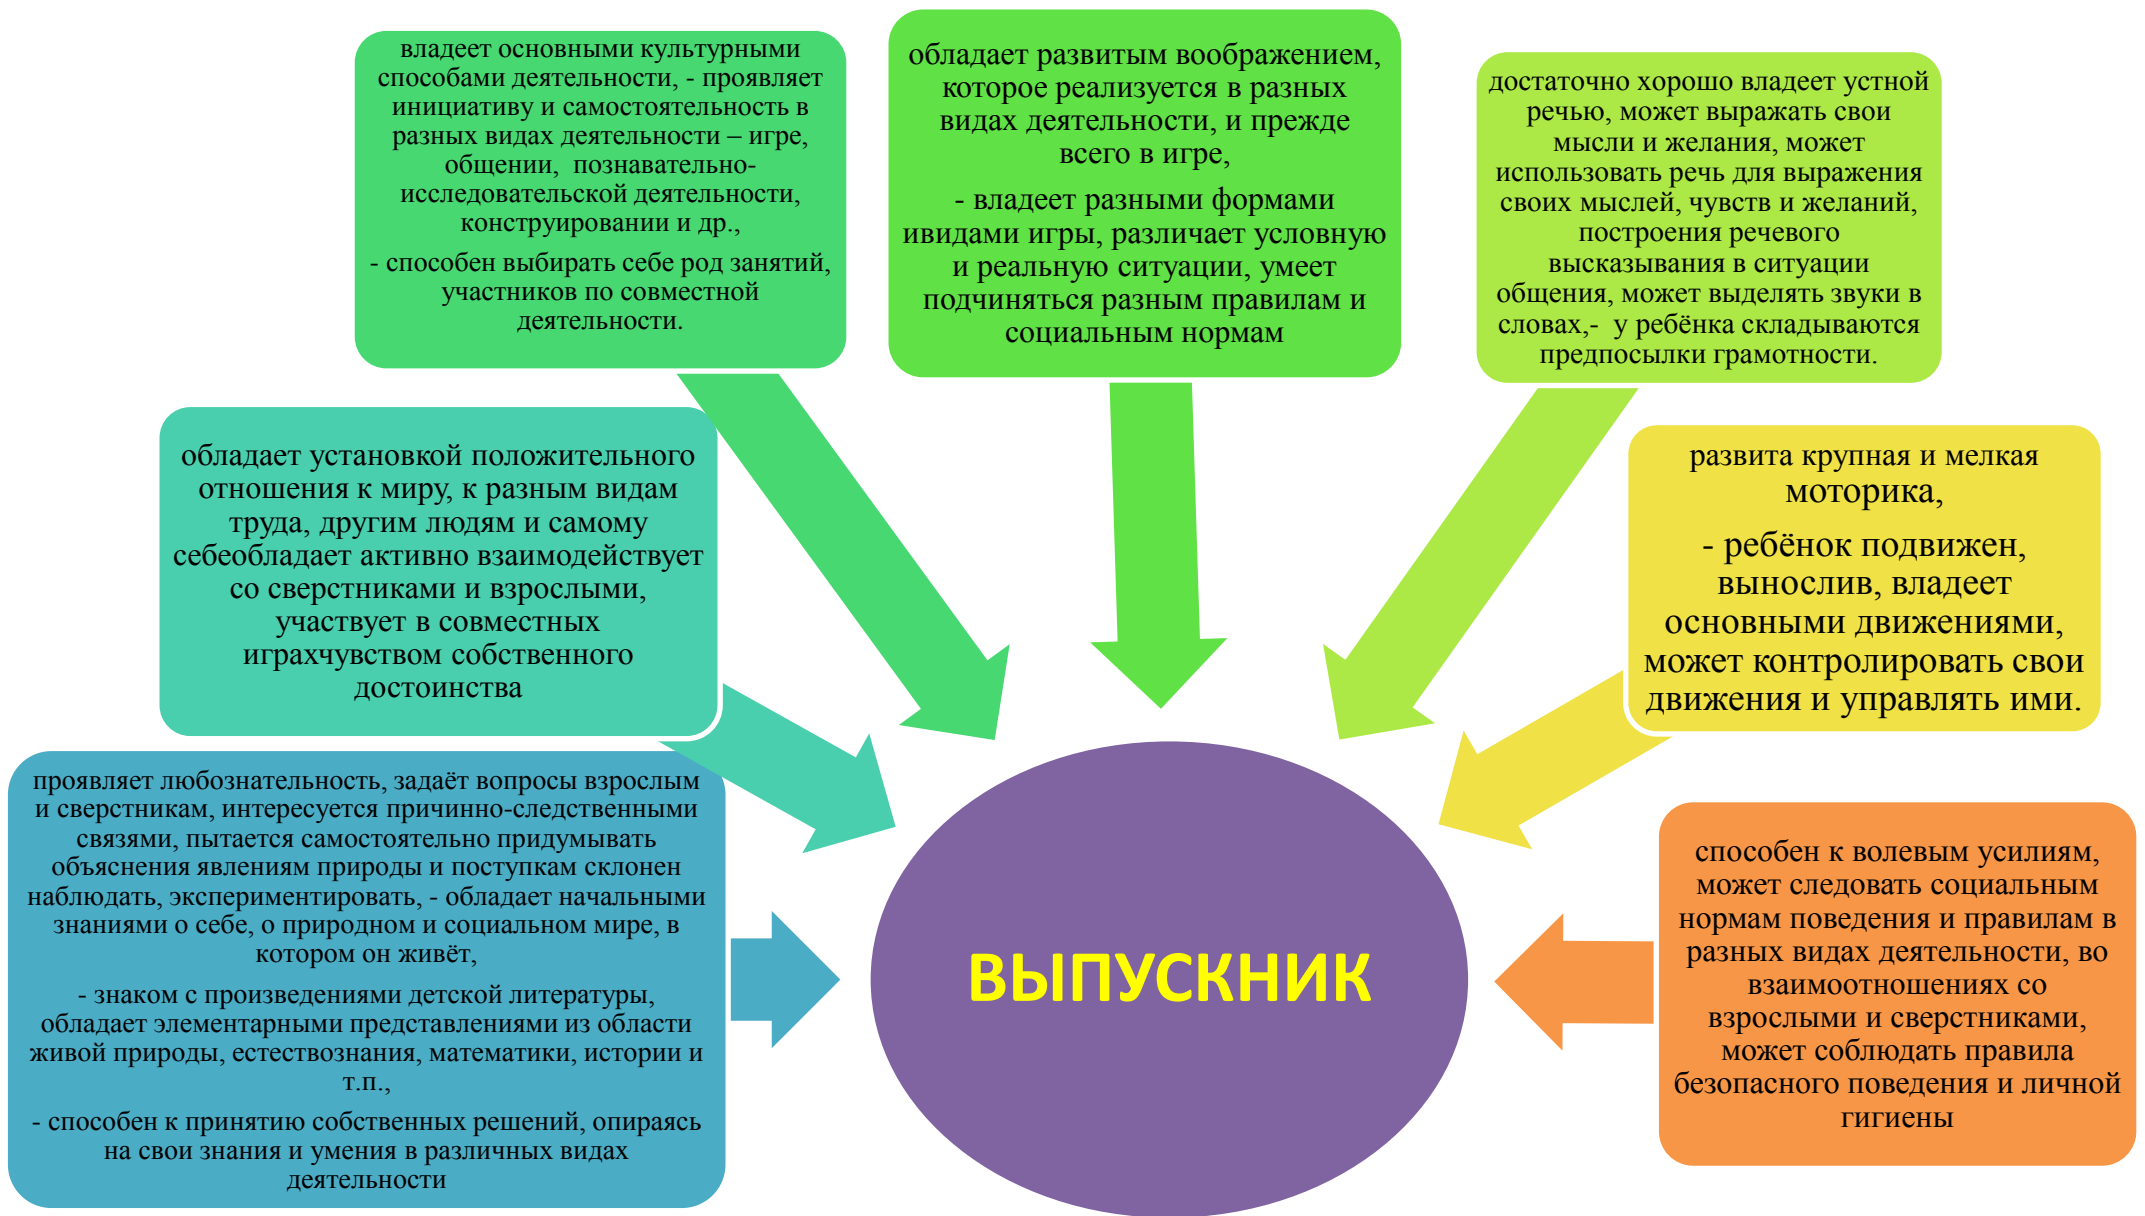 владеет основными культурными
способами деятельности, - проявляет
инициативу и самостоятельность в
разных видах деятельности – игре,
общении,  познавательно-
исследовательской деятельности,
конструировании и др.,
- способен выбирать себе род занятий,
участников по совместной
деятельности.
обладает развитым воображением,
которое реализуется в разных
видах деятельности, и прежде
всего в игре,
- владеет разными формами
ивидами игры, различает условную
и реальную ситуации, умеет
подчиняться разным правилам и
социальным нормам
достаточно хорошо владеет устной
речью, может выражать свои
мысли и желания, может
использовать речь для выражения
своих мыслей, чувств и желаний,
построения речевого
высказывания в ситуации
общения, может выделять звуки в
словах,-  у ребёнка складываются
предпосылки грамотности.
обладает установкой положительного
отношения к миру, к разным видам
труда, другим людям и самому
себеобладает активно взаимодействует
со сверстниками и взрослыми,
участвует в совместных
играхчувством собственного
достоинства
развита крупная и мелкая
моторика,
- ребёнок подвижен,
вынослив, владеет
основными движениями,
может контролировать свои
движения и управлять ими.
проявляет любознательность, задаёт вопросы взрослым
и сверстникам, интересуется причинно-следственными
связями, пытается самостоятельно придумывать
объяснения явлениям природы и поступкам склонен
наблюдать, экспериментировать, - обладает начальными
знаниями о себе, о природном и социальном мире, в
котором он живёт,
- знаком с произведениями детской литературы,
обладает элементарными представлениями из области
живой природы, естествознания, математики, истории и
т.п.,
- способен к принятию собственных решений, опираясь
на свои знания и умения в различных видах
деятельности
ВЫПУСКНИК
способен к волевым усилиям,
может следовать социальным
нормам поведения и правилам в
разных видах деятельности, во
взаимоотношениях со
взрослыми и сверстниками,
может соблюдать правила
безопасного поведения и личной
гигиены